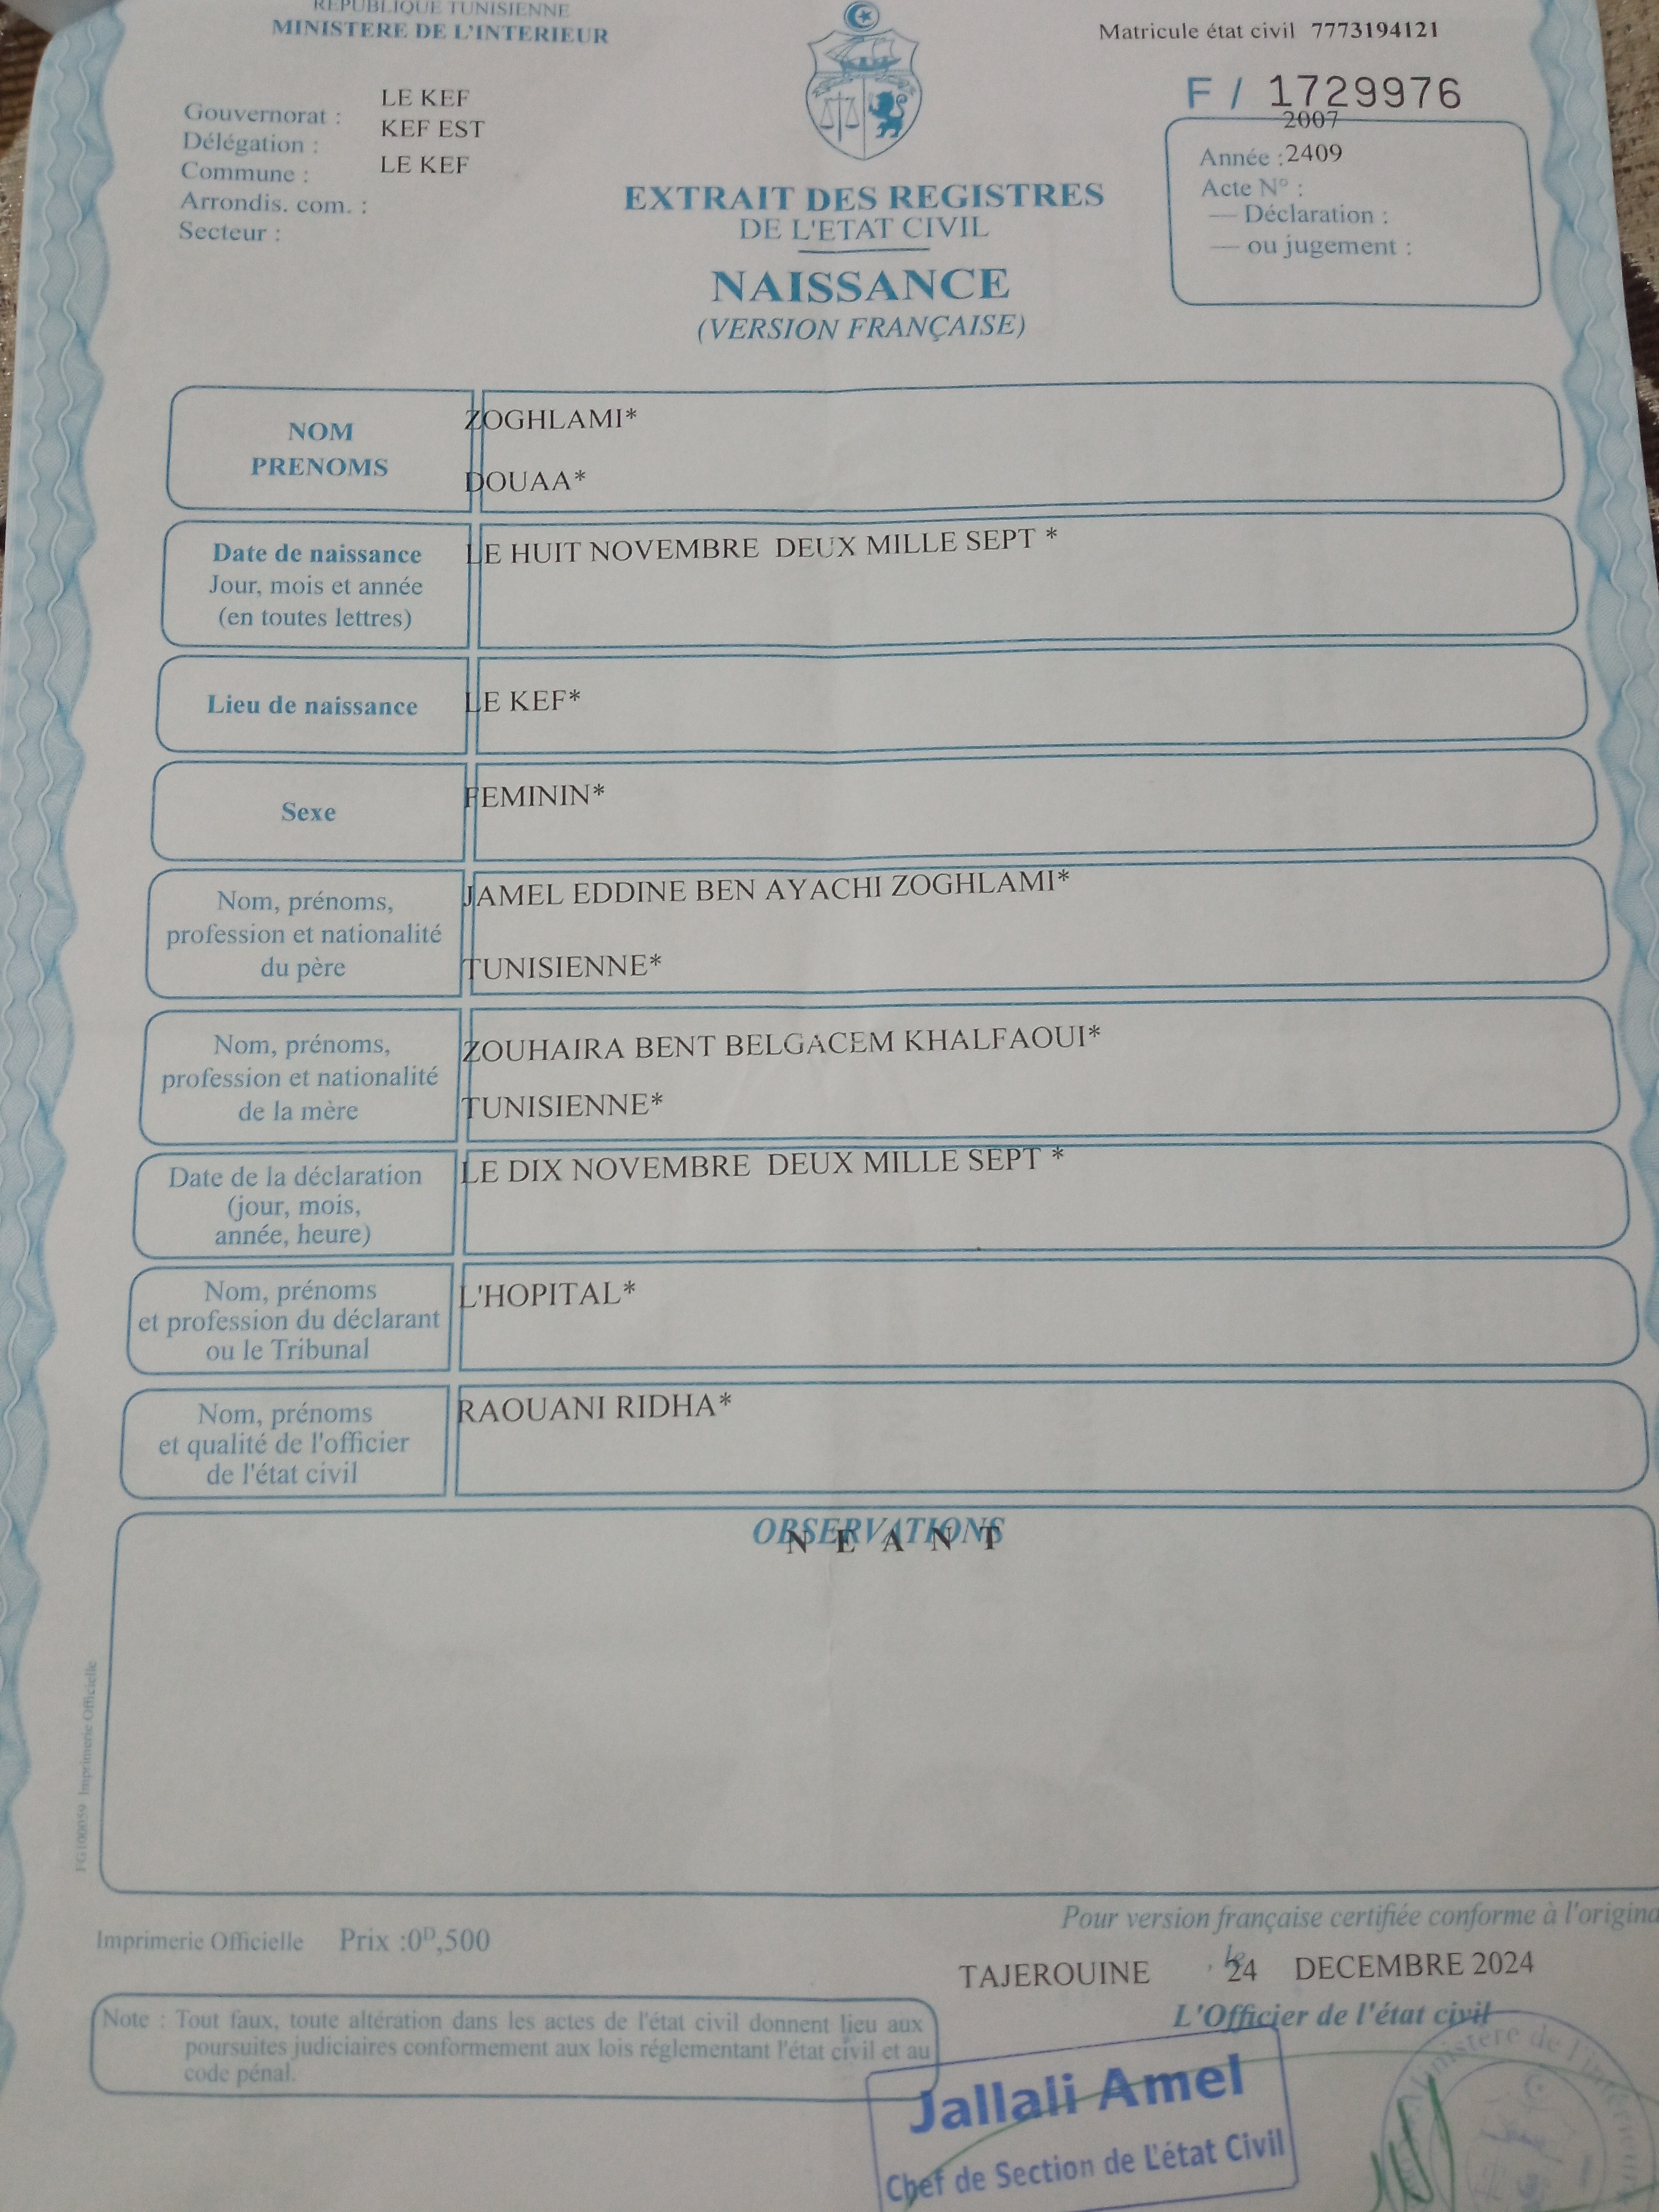 REPUBLIQUE TUNISIENNE
MINISTERE DE L'INTERIEUR
Matricule état civil 7773194121
F / 1729976
Gouvernorat : LE KEF
Délégation : KEF EST
Commune : LE KEF
Arrondis. com. :
Secteur :
2007
Année : 2409
Acte N° :
— Déclaration :
— ou jugement :
EXTRAIT DES REGISTRES
DE L'ETAT CIVIL
NAISSANCE
(VERSION FRANÇAISE)
NOM
PRENOMS
ZOGHLAMI*
DOUAA*
Date de naissance
Jour, mois et année
(en toutes lettres)
LE HUIT NOVEMBRE DEUX MILLE SEPT *
Lieu de naissance
LE KEF*
Sexe
FEMININ*
Nom, prénoms,
profession et nationalité
du père
JAMEL EDDINE BEN AYACHI ZOGHLAMI*
TUNISIENNE*
Nom, prénoms,
profession et nationalité
de la mère
ZOUHAIRA BENT BELGACEM KHALFAOUI*
TUNISIENNE*
Date de la déclaration
(jour, mois,
année, heure)
LE DIX NOVEMBRE DEUX MILLE SEPT *
Nom, prénoms
et profession du déclarant
ou le Tribunal
L'HOPITAL*
Nom, prénoms
et qualité de l'officier
de l'état civil
RAOUANI RIDHA*
OBSERVATIONS
N E A N T
FG100059 Imprimerie Officielle
Imprimerie Officielle Prix :0D,500
Pour version française certifiée conforme à l'origina
TAJEROUINE , le 24 DECEMBRE 2024
L'Officier de l'état civil
Note : Tout faux, toute altération dans les actes de l'état civil donnent lieu aux
poursuites judiciaires conformement aux lois réglementant l'état civil et au
code pénal.
Jallali Amel
Chef de Section de L'état Civil
Ministère de l'intérieur